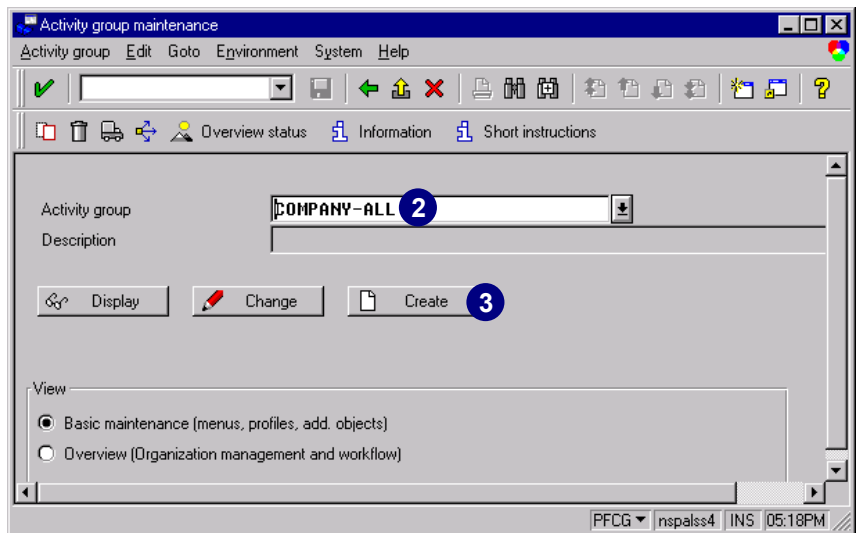 Activity group maintenance
Activity group Edit Goto Environment System Help
Overview status Information Short instructions
Activity group COMPANY-ALL 2
Description
Display Change Create 3
View
Basic maintenance (menus, profiles, add. objects)
Overview (Organization management and workflow)
PFCG nspalss4 INS 05:18PM